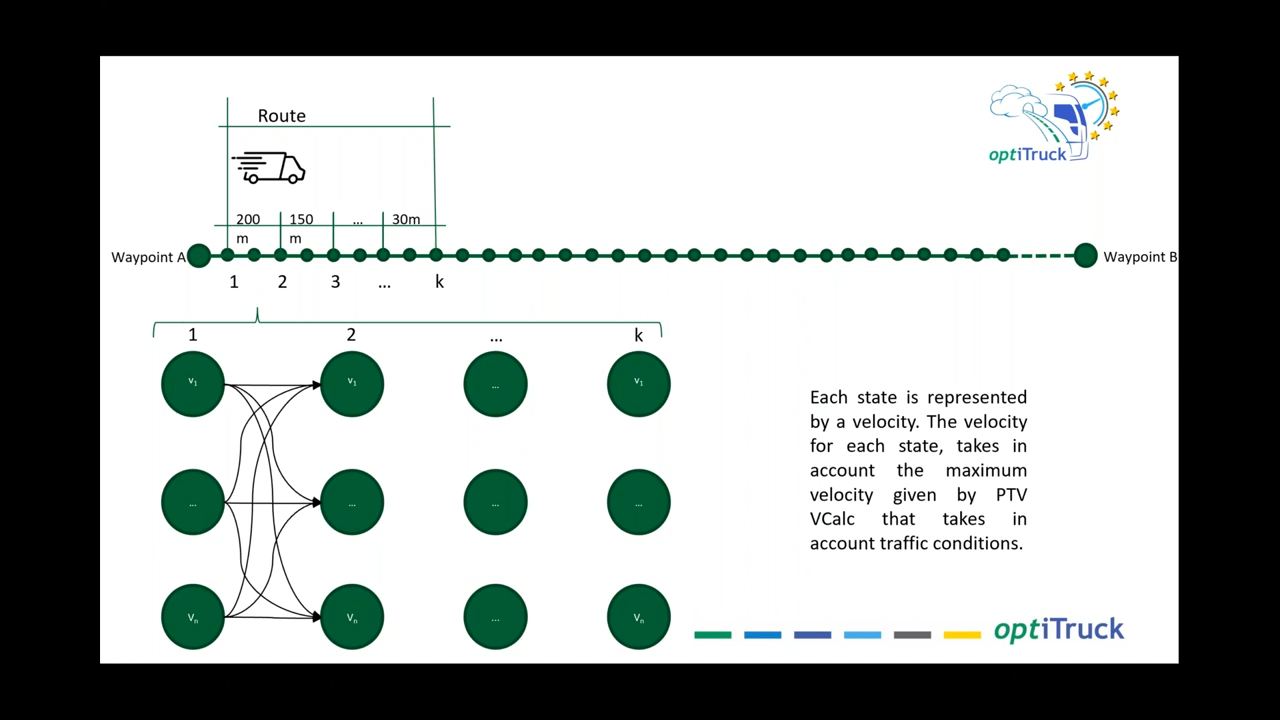 Route
optiTruck
200 150 ... 30m
m m
Waypoint A Waypoint B
1 2 3 ... k
1 2 ... k
v1 v1 ... v1
... ... ... ...
Vn Vn ... Vn
Each state is represented
by a velocity. The velocity
for each state, takes in
account the maximum
velocity given by PTV
VCalc that takes in
account traffic conditions.
optiTruck